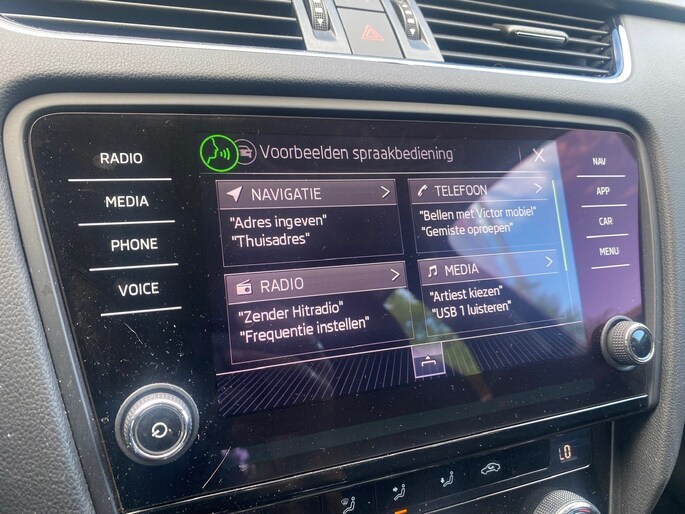 RADIO
MEDIA
PHONE
VOICE
Voorbeelden spraakbediening
NAVIGATIE
"Adres ingeven"
"Thuisadres"
TELEFOON
"Bellen met Victor mobiel"
"Gemiste oproepen"
RADIO
"Zender Hitradio"
"Frequentie instellen"
MEDIA
"Artiest kiezen"
"USB 1 luisteren"
NAV
APP
CAR
MENU
0